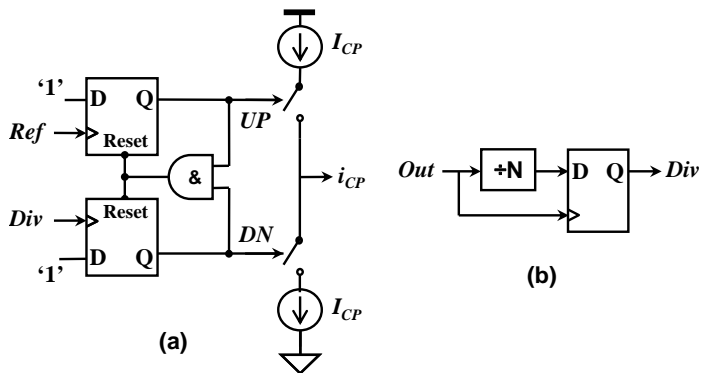 I_CP
‘1’
D Q
Ref
Reset
UP
&
i_CP
Out
÷N
D Q
Div
Reset
Div
DN
‘1’
D Q
I_CP
(a)
(b)